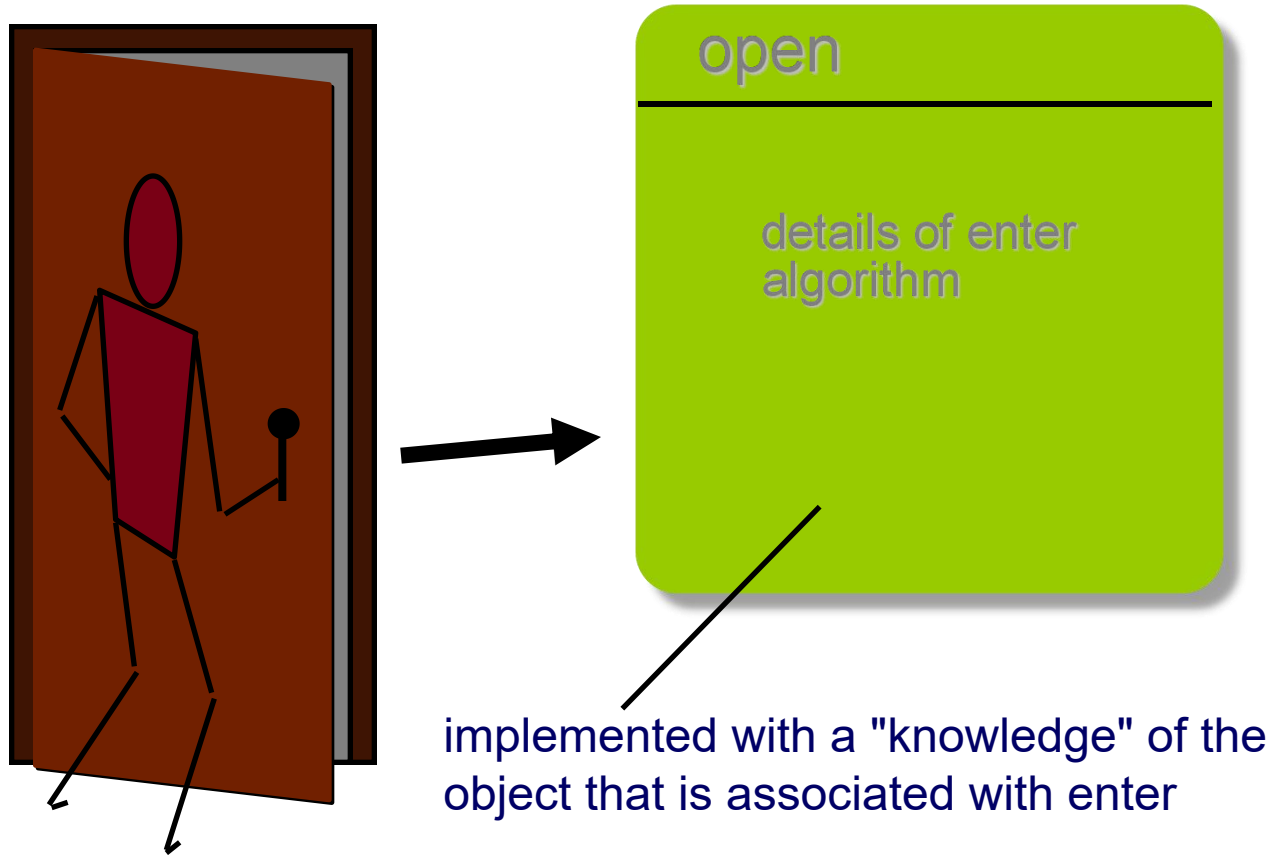 open
details of enter
algorithm
implemented with a "knowledge" of the
object that is associated with enter